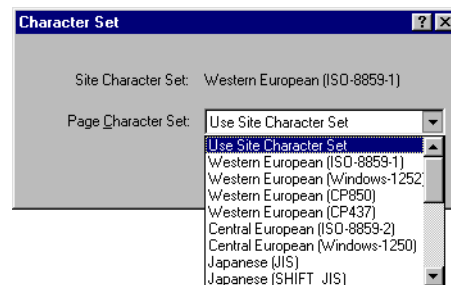 Character Set
Site Character Set: Western European (ISO-8859-1)
Page Character Set: Use Site Character Set
Use Site Character Set
Western European (ISO-8859-1)
Western European (Windows-1252)
Western European (CP850)
Western European (CP437)
Central European (ISO-8859-2)
Central European (Windows-1250)
Japanese (JIS)
Japanese (SHIFT_JIS)